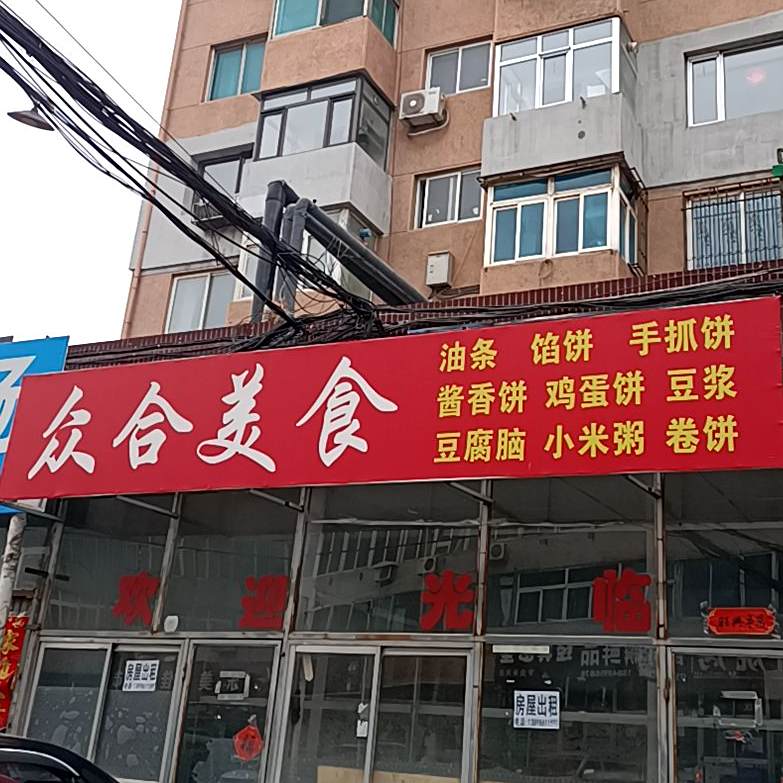 众合美食
油条 馅饼 手抓饼
酱香饼 鸡蛋饼 豆浆
豆腐脑 小米粥 卷饼
欢迎光临
房屋出租
房屋出租
福